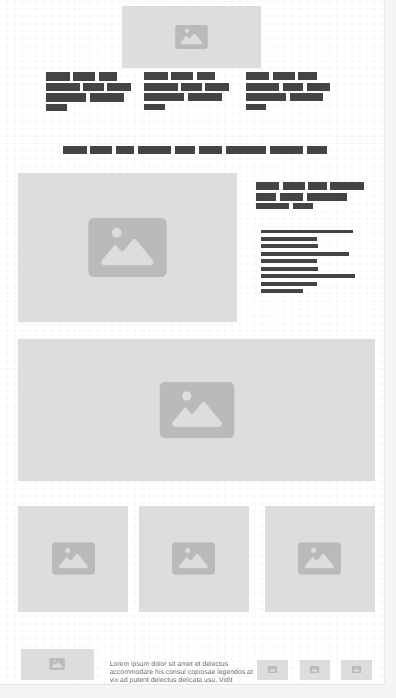 Lorem ipsum dolor sit amet et delectus
accommodare his consul copiosae legendos at
vix ad putent delectus delicata usu. Vidit